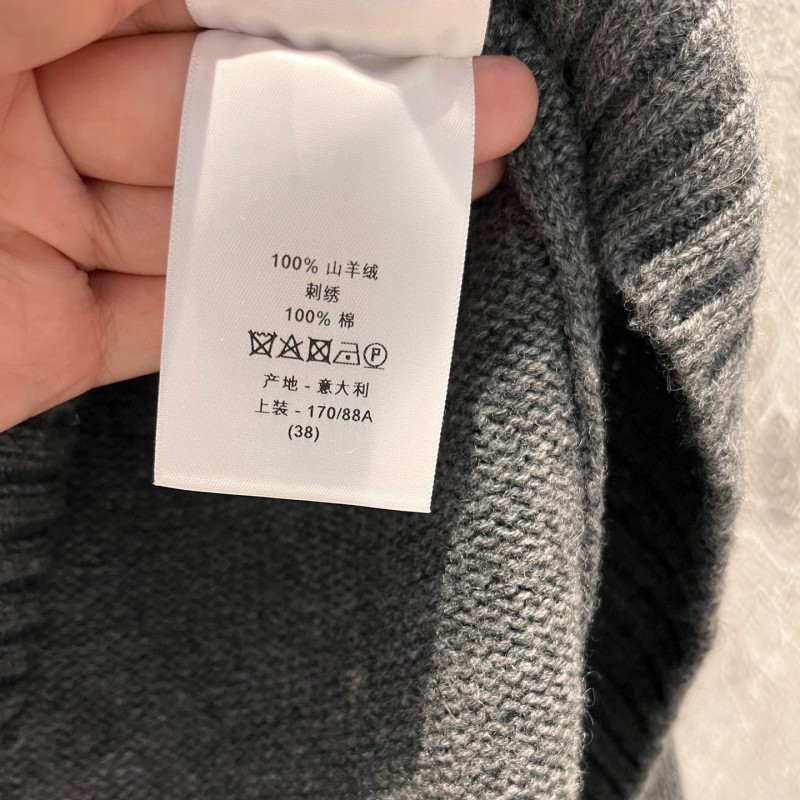 100% 山羊绒
刺绣
100% 棉
P
产地 - 意大利
上装 - 170/88A
(38)